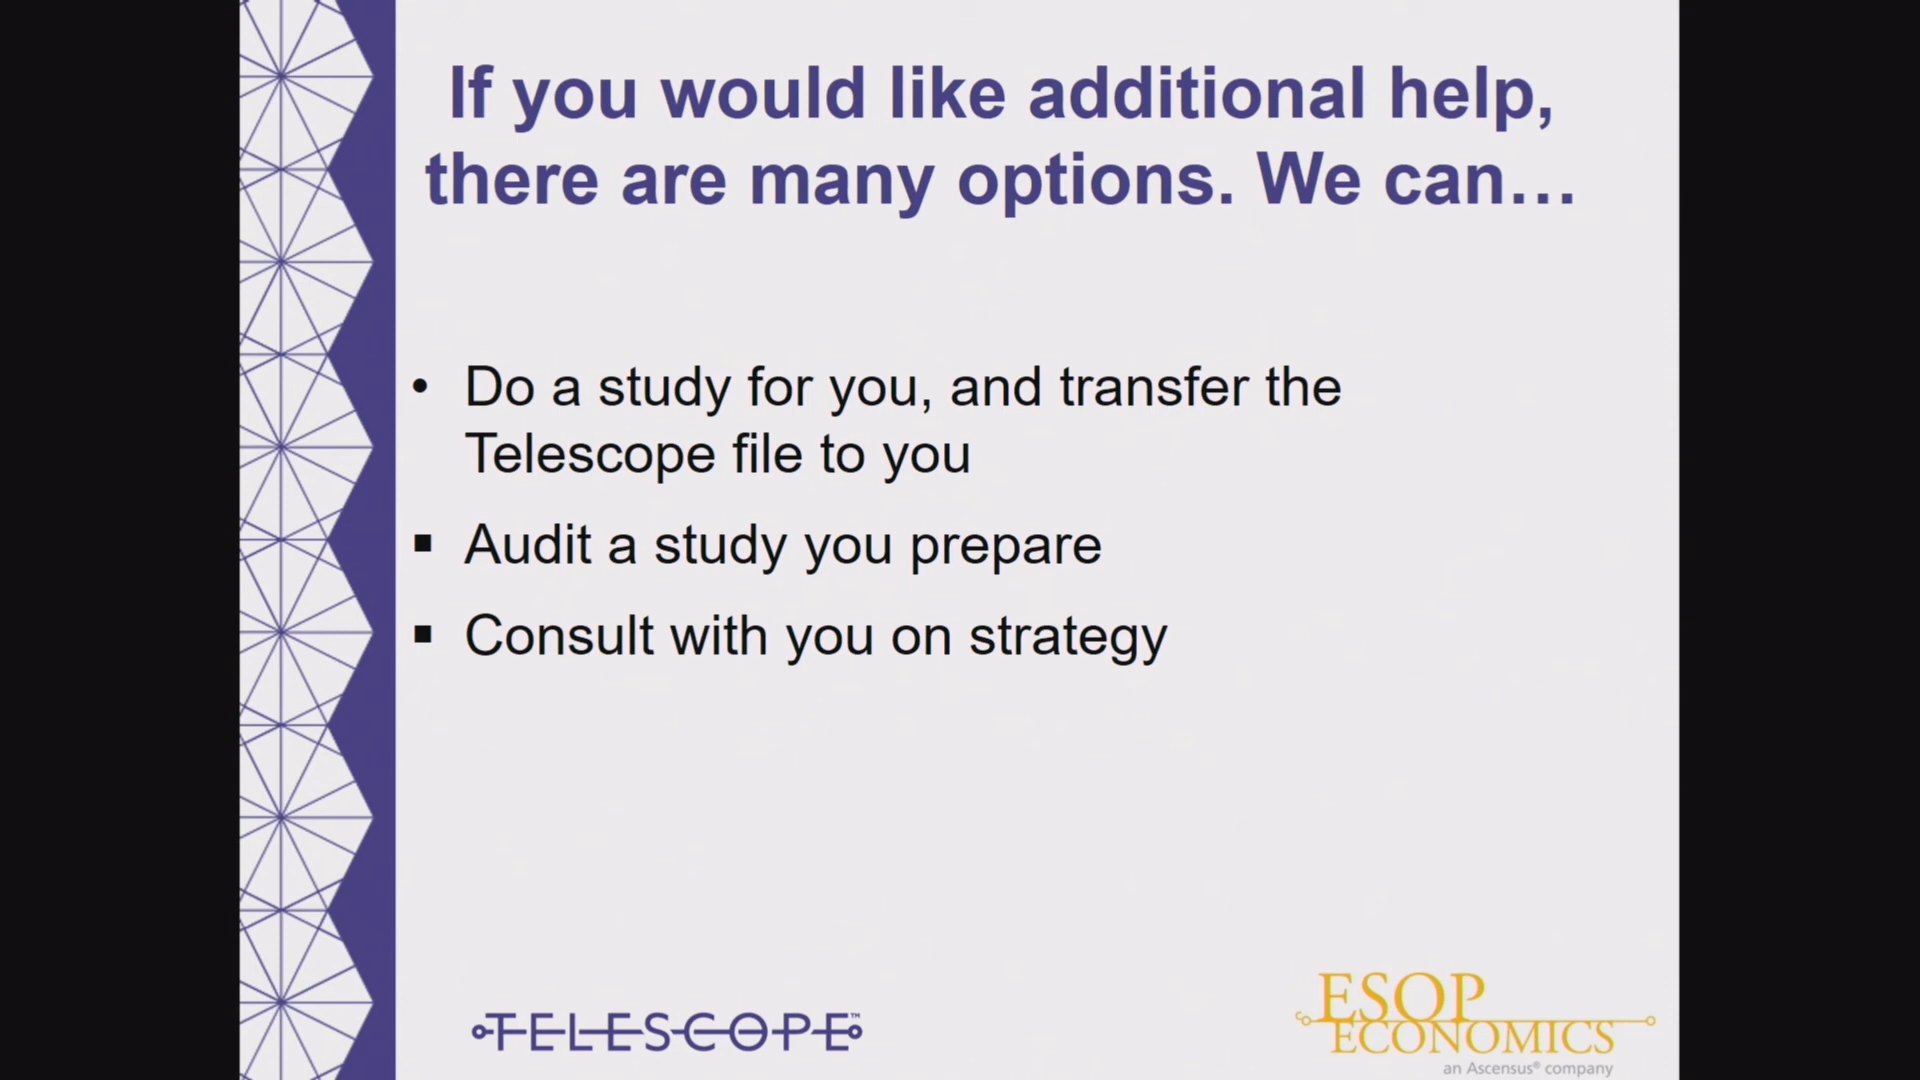 If you would like additional help,
there are many options. We can…
• Do a study for you, and transfer the
Telescope file to you
▪ Audit a study you prepare
▪ Consult with you on strategy
TELESCOPE™
ESOP
ECONOMICS
an Ascensus® company